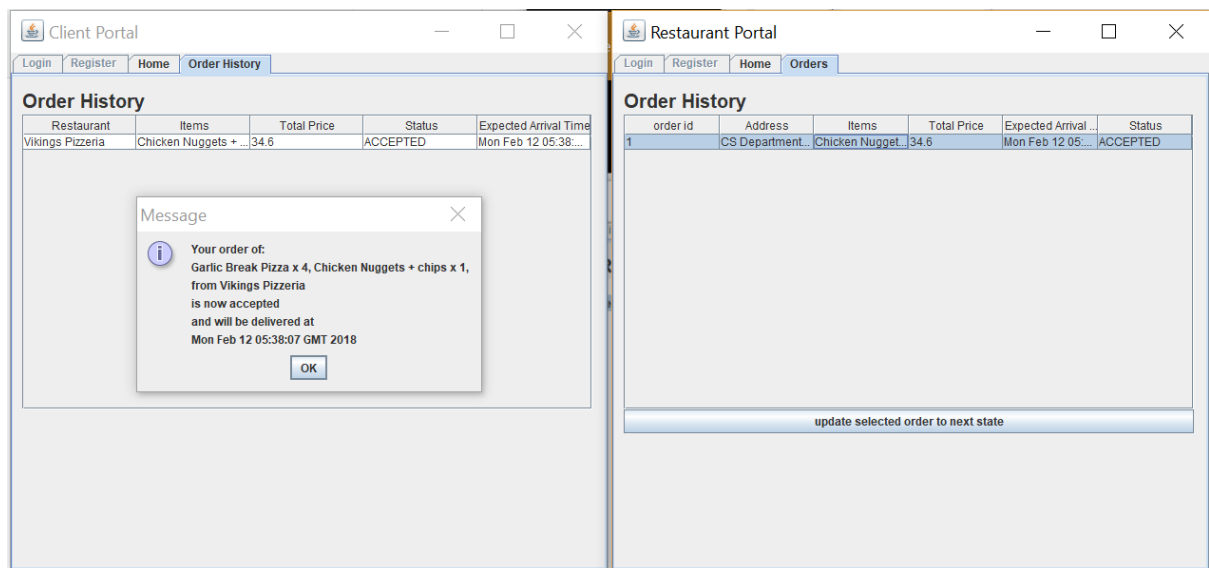 Client Portal
Login Register Home Order History
Order History
Restaurant Items Total Price Status Expected Arrival Time
Vikings Pizzeria Chicken Nuggets + ... 34.6 ACCEPTED Mon Feb 12 05:38:...
Message
Your order of:
Garlic Break Pizza x 4, Chicken Nuggets + chips x 1,
from Vikings Pizzeria
is now accepted
and will be delivered at
Mon Feb 12 05:38:07 GMT 2018
OK
Restaurant Portal
Login Register Home Orders
Order History
order id Address Items Total Price Expected Arrival ... Status
1 CS Department... Chicken Nugget... 34.6 Mon Feb 12 05:... ACCEPTED
update selected order to next state